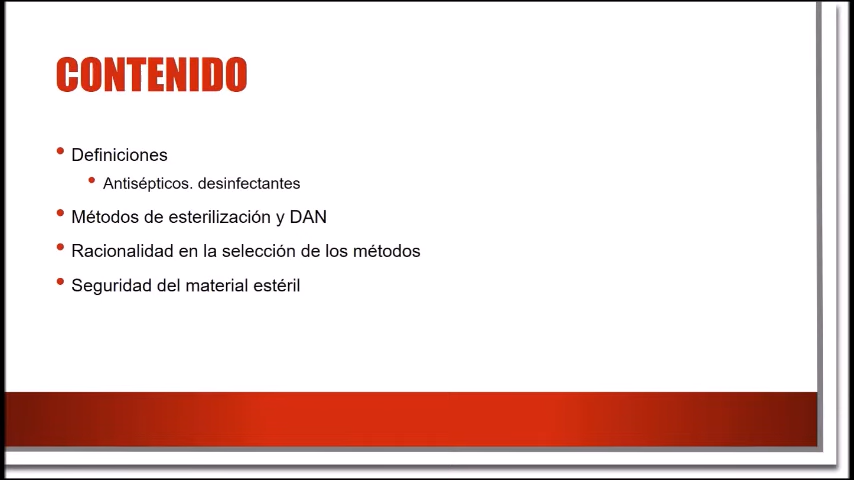 CONTENIDO
• Definiciones
• Antisépticos. desinfectantes
• Métodos de esterilización y DAN
• Racionalidad en la selección de los métodos
• Seguridad del material estéril